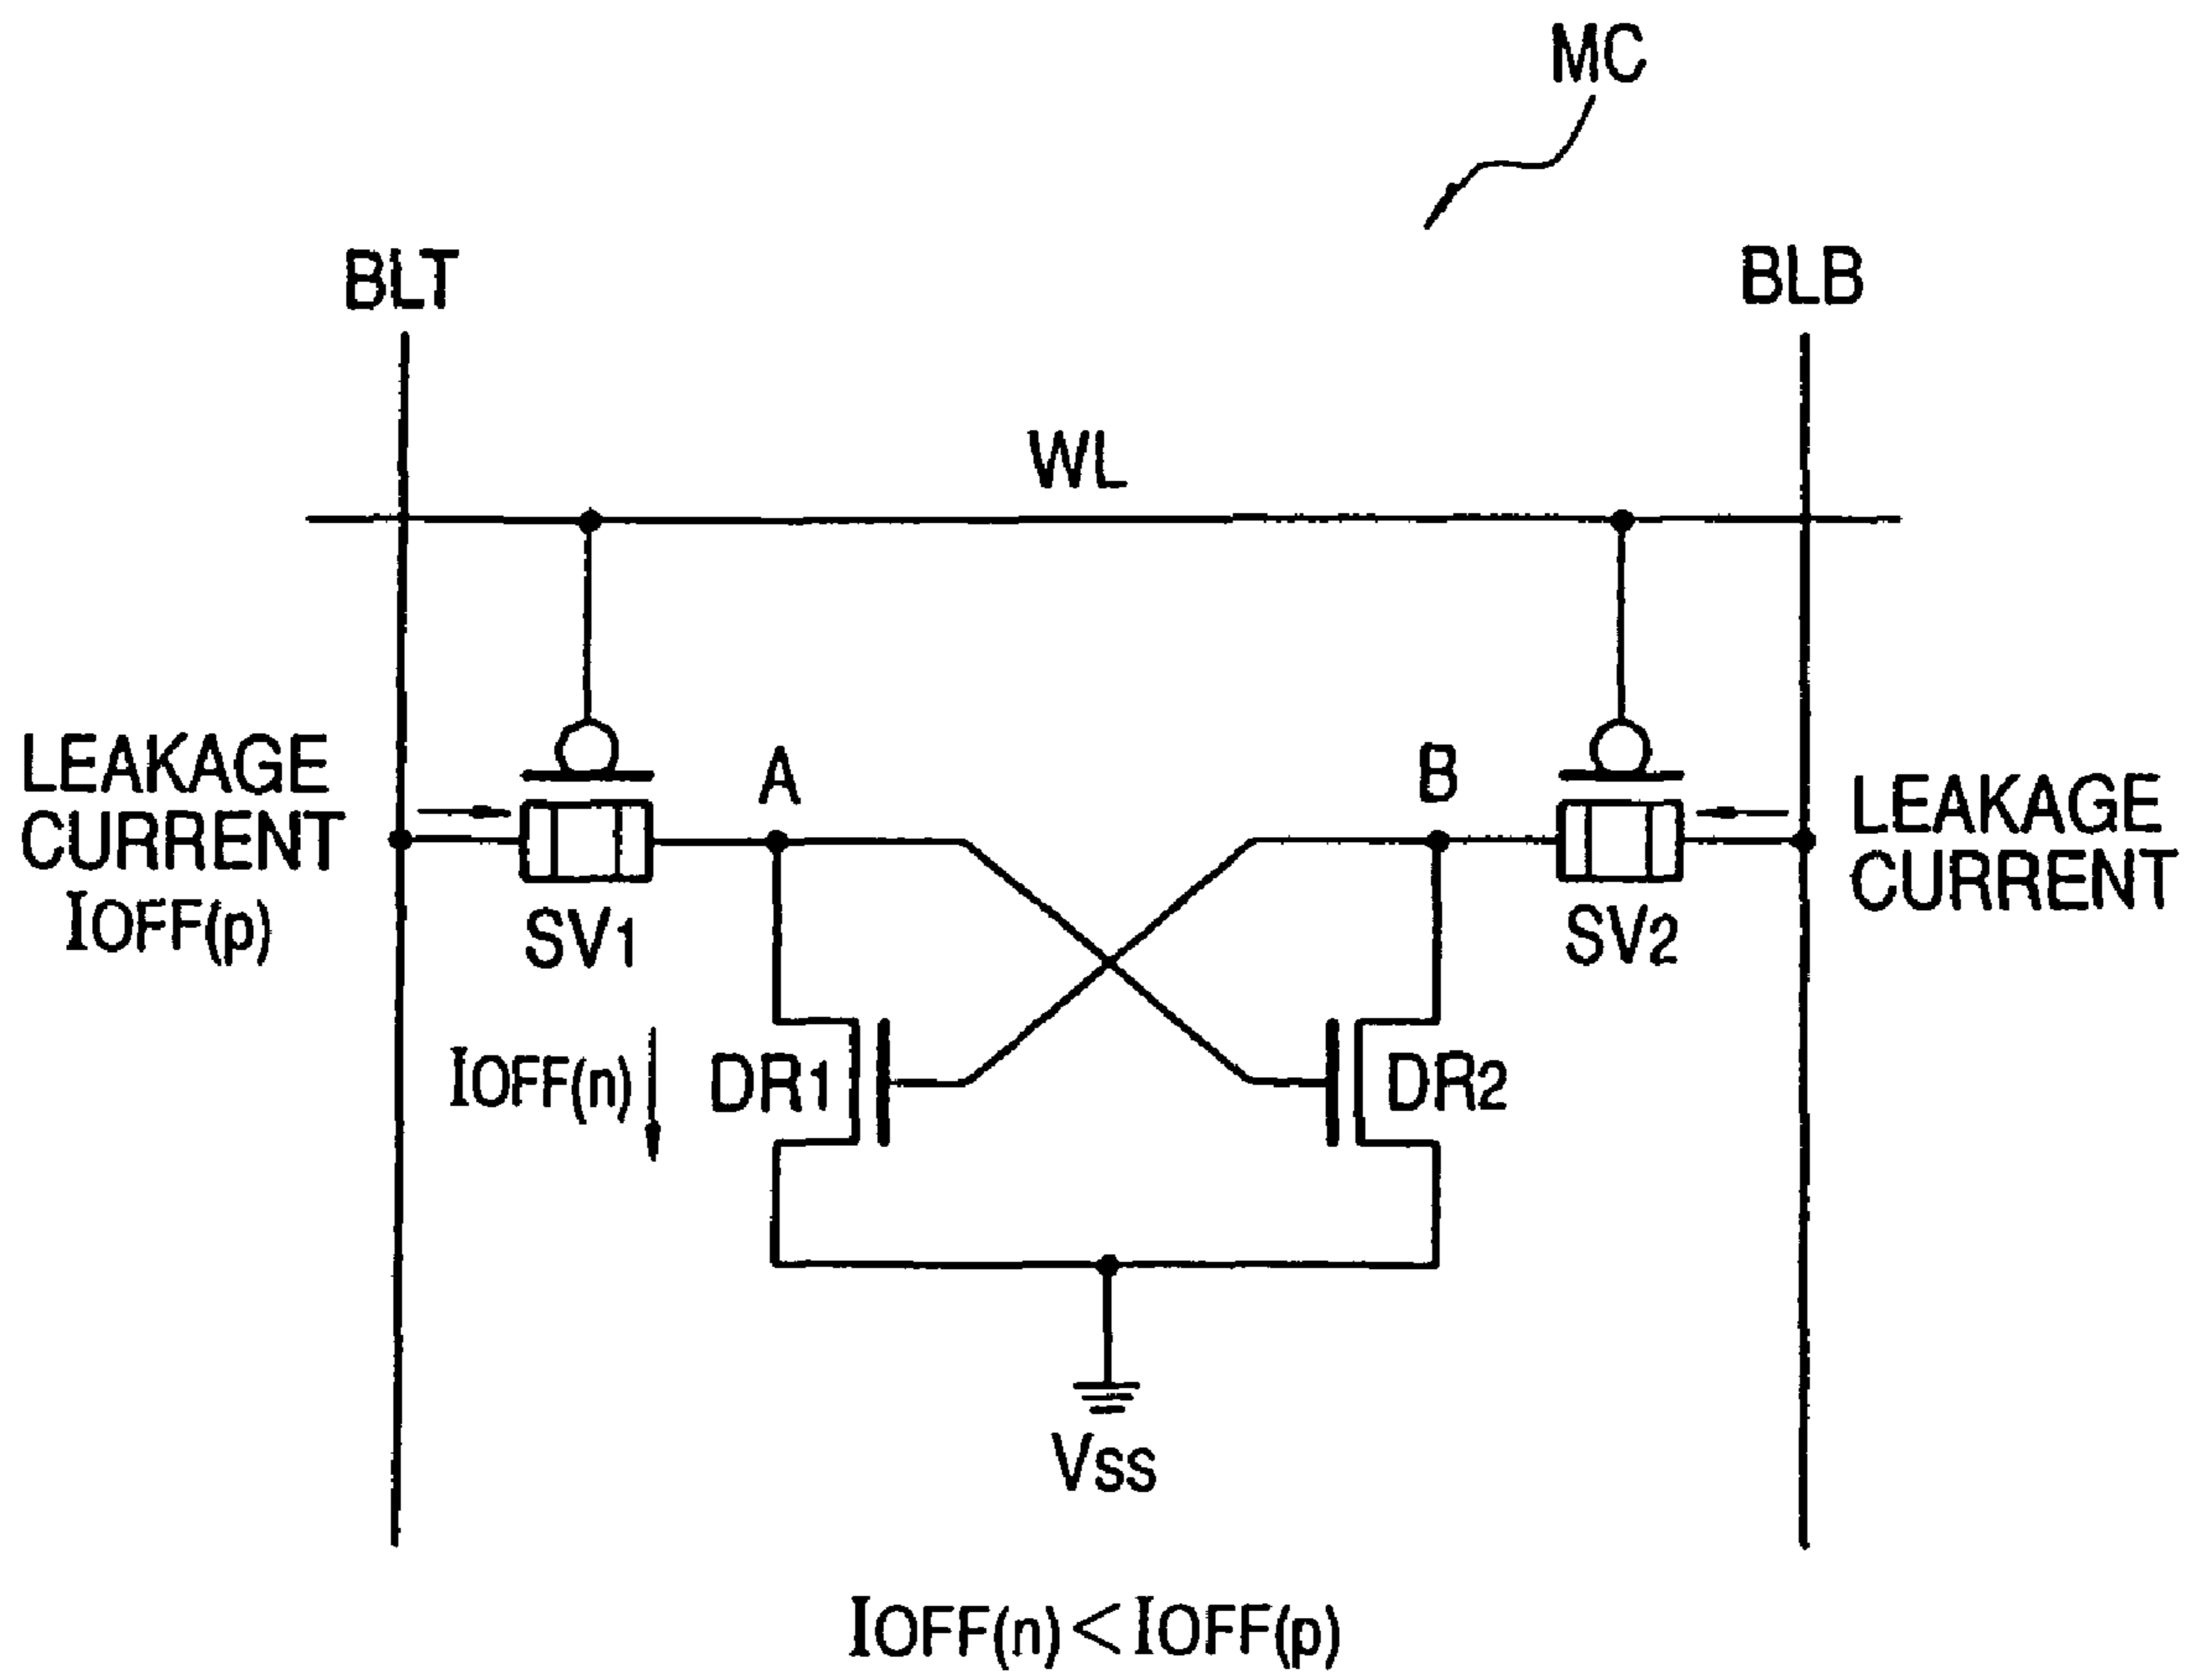 MC
BLT
BLB
WL
LEAKAGE
CURRENT
IOFF(p)
A
B
LEAKAGE
CURRENT
SV1
SV2
IOFF(n)
DR1
DR2
VSS
IOFF(n)<IOFF(p)